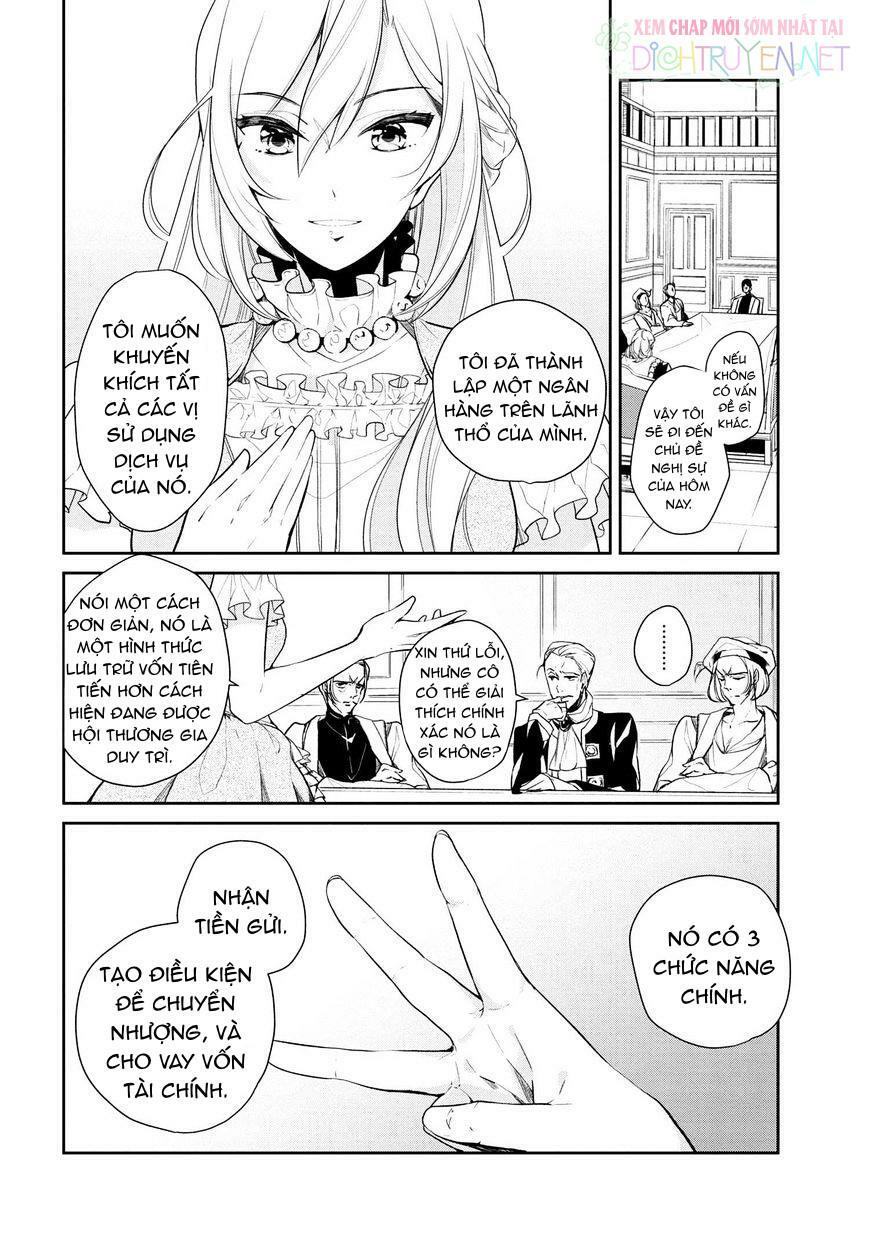 XEM CHAP MỚI SỚM NHẤT TẠI
DICHTRUYEN.NET
NẾU
KHÔNG
CÓ VẤN
ĐỀ GÌ
KHÁC.
VẬY TÔI
SẼ ĐI ĐẾN
CHỦ ĐỀ
NGHỊ SỰ
CỦA HÔM
NAY.
TÔI ĐÃ THÀNH
LẬP MỘT NGÂN
HÀNG TRÊN LÃNH
THỔ CỦA MÌNH.
TÔI MUỐN
KHUYẾN
KHÍCH TẤT
CẢ CÁC VỊ
SỬ DỤNG
DỊCH VỤ
CỦA NÓ.
.........
XIN THỨ LỖI,
NHƯNG CÔ
CÓ THỂ GIẢI
THÍCH CHÍNH
XÁC NÓ LÀ
GÌ KHÔNG?
NÓI MỘT CÁCH
ĐƠN GIẢN, NÓ LÀ
MỘT HÌNH THỨC
LƯU TRỮ VỐN TIÊN
TIẾN HƠN CÁCH
HIỆN ĐANG ĐƯỢC
HỘI THƯƠNG GIA
DUY TRÌ.
NÓ CÓ 3
CHỨC NĂNG
CHÍNH.
NHẬN
TIỀN GỬI.
TẠO ĐIỀU KIỆN
ĐỂ CHUYỂN
NHƯỢNG, VÀ
CHO VAY VỐN
TÀI CHÍNH.